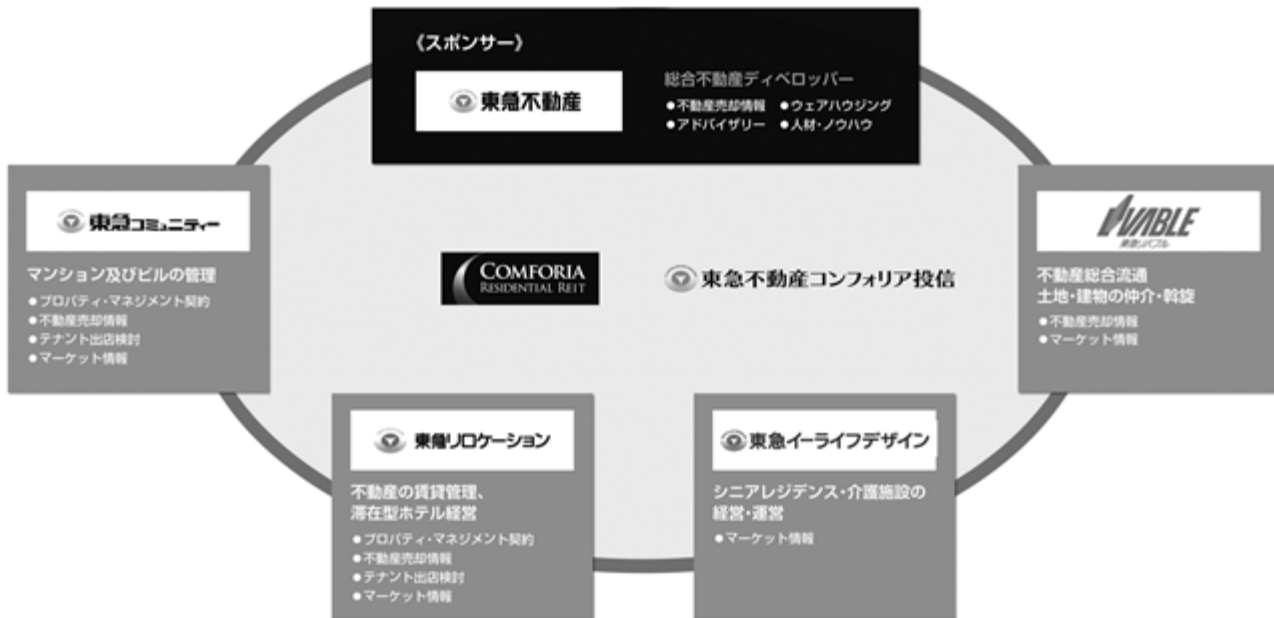 《スポンサー》
東急不動産
総合不動産ディベロッパー
●不動産売却情報 ●ウェアハウジング
●アドバイザリー ●人材・ノウハウ
東急コミュニティー
マンション及びビルの管理
●プロパティ・マネジメント契約
●不動産売却情報
●テナント出店検討
●マーケット情報
COMFORIA
RESIDENTIAL REIT
東急不動産コンフォリア投信
LIVABLE
東急リバブル
不動産総合流通
土地・建物の仲介・斡旋
●不動産売却情報
●マーケット情報
東急リロケーション
不動産の賃貸管理、
滞在型ホテル経営
●プロパティ・マネジメント契約
●不動産売却情報
●テナント出店検討
●マーケット情報
東急イーライフデザイン
シニアレジデンス・介護施設の
経営・運営
●マーケット情報